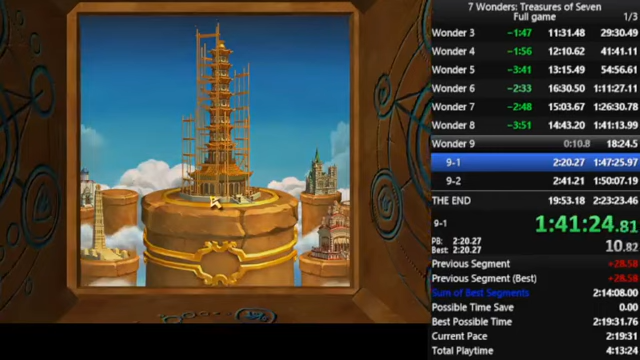 7 Wonders: Treasures of Seven
Full game 1/3
Wonder 3 -1:47 11:31.48 29:30.49
Wonder 4 -1:56 12:10.62 41:41.11
Wonder 5 -3:41 13:15.49 54:56.61
Wonder 6 -2:33 16:30.50 1:11:27.11
Wonder 7 -2:48 15:03.67 1:26:30.78
Wonder 8 -3:51 14:43.20 1:41:13.99
Wonder 9 0:10.8 18:24.5
9-1 2:20.27 1:47:25.97
9-2 2:41.21 1:50:07.19
THE END 19:53.18 2:23:23.46
9-1 1:41:24.81
PB: 2:20.27 10.82
Best: 2:20.27
Previous Segment +28.58
Previous Segment (Best) +28.58
Sum of Best Segments 2:14:08.00
Possible Time Save 0.00
Best Possible Time 2:19:31.76
Current Pace 2:19:31
Total Playtime 4:13:24